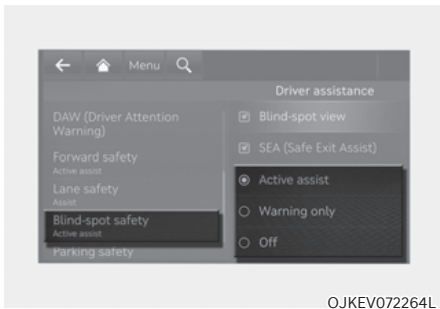 Menu
Driver assistance
DAW (Driver Attention
Warning)
Forward safety
Active assist
Lane safety
Assist
Blind-spot safety
Active assist
Parking safety
Blind-spot view
SEA (Safe Exit Assist)
Active assist
Warning only
Off
OJKEV072264L